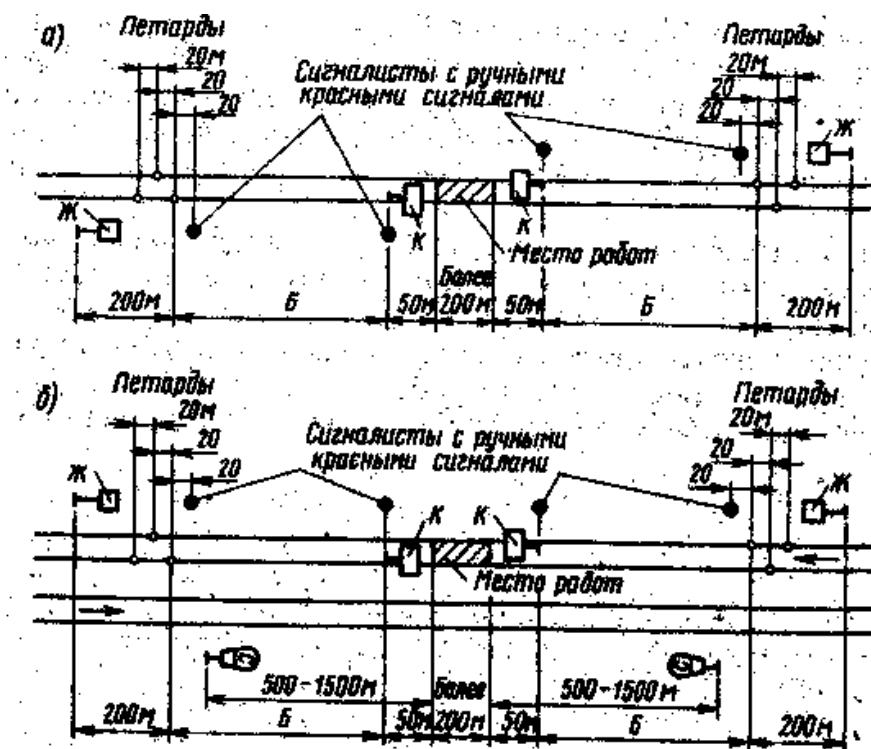 а)
Петарды
20м
20
20
Сигналисты с ручными
красными сигналами
Петарды
20м
20
20
Ж
Ж
К
К
Место работ
200м
Б
50м
Более
200м
50м
Б
200м
б)
Петарды
20м
20
20
Ж
Сигналисты с ручными
красными сигналами
К
К
Петарды
20м
20
20
Ж
Место работ
500-1500м
Более
500-1500м
200м
Б
50м
200м
50м
Б
200м